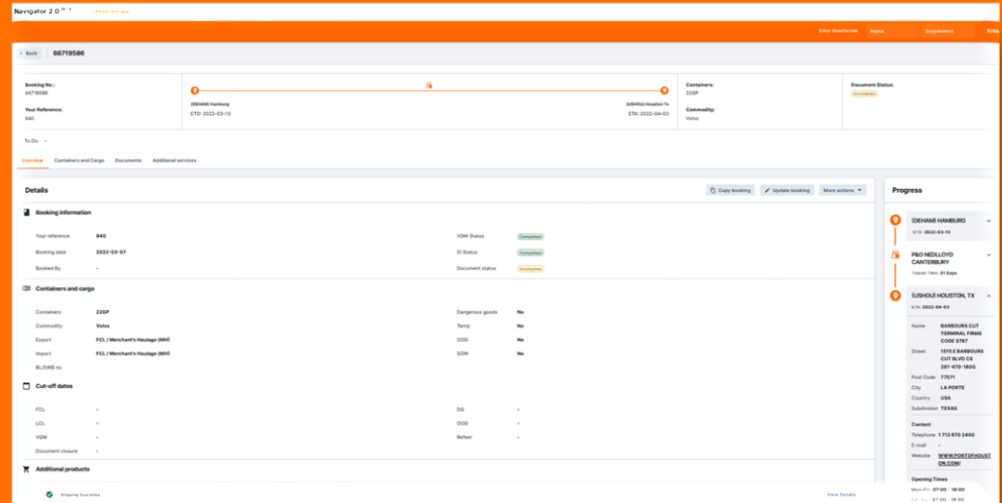 Navigator 2.0 BETA
Enter Matchcode Name Supplement
Back 66719586
Booking No.:
66719586
Your Reference:
940
(DEHAM) Hamburg
ETD: 2022-03-13
(USHOU) Houston Tx
ETA: 2022-04-03
Containers:
22GP
Commodity:
Volvo
Document Status:
Incomplete
To Do: -
Overview Containers and Cargo Documents Additional services
Details
Copy booking Update booking More actions
Booking information
Your reference 940
Booking date 2022-03-07
Booked By -
VGM Status Completed
SI Status Completed
Document status Incomplete
Containers and cargo
Containers 22GP
Commodity Volvo
Export FCL / Merchant's Haulage (MH)
Import FCL / Merchant's Haulage (MH)
BL/SWB no.
Dangerous goods No
Temp No
OOG No
SOW No
Cut-off dates
FCL -
LCL -
VGM -
Document closure -
DG -
OOG -
Reefer -
Additional products
Shipping Guarantee View Details
Progress
(DEHAM) HAMBURG
ETD: 2022-03-13
P&O NEDLLOYD
CANTERBURY
Transit Time: 21 Days
(USHOU) HOUSTON, TX
ETA: 2022-04-03
Name BARBOURS CUT
TERMINAL FIRMS
CODE S787
Street 1515 E BARBOURS
CUT BLVD CS
281-470-1800
Post Code 77571
City LA PORTE
Country USA
Subdivision TEXAS
Contact
Telephone 1 713 670 2400
E-mail -
Website WWW.PORTOFHOUST
ON.COM/
Opening Times
Mon-Fri: 07:00 - 18:00